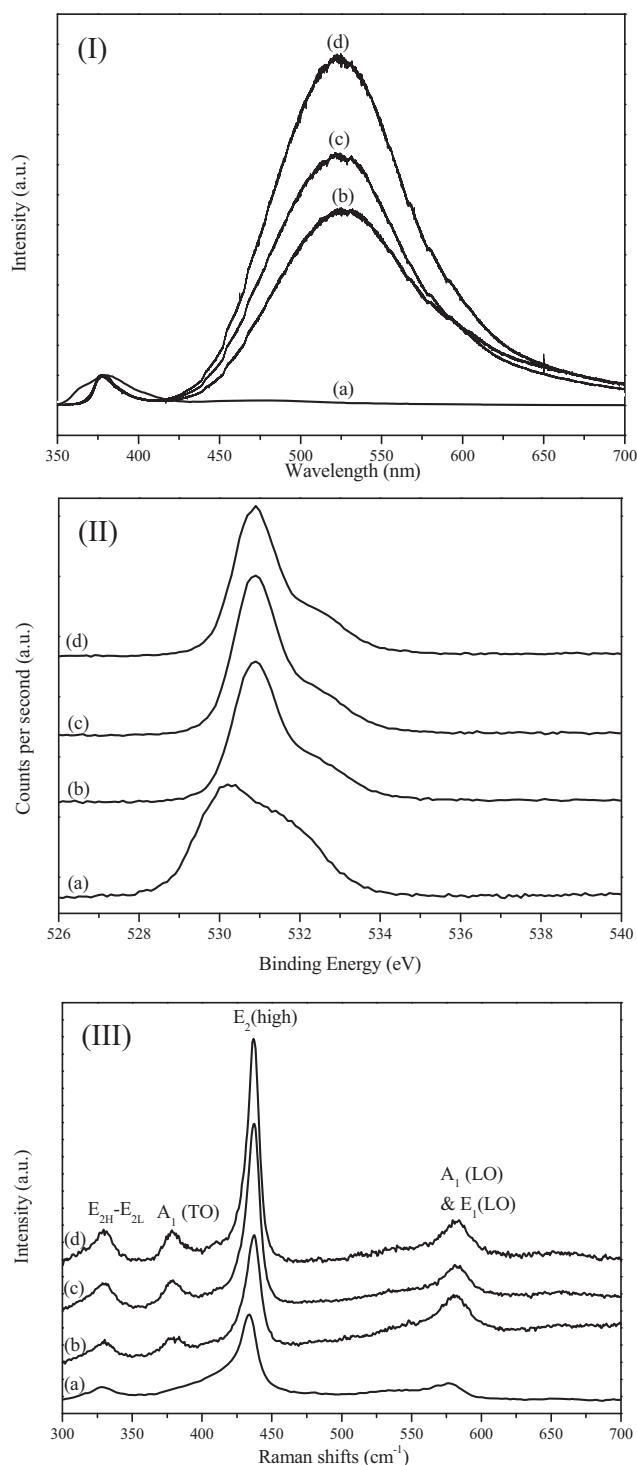 (I)
(d)
(c)
(b)
(a)
Intensity (a.u.)
350 400 450 500 550 600 650 700
Wavelength (nm)
(II)
(d)
(c)
(b)
(a)
Counts per second (a.u.)
526 528 530 532 534 536 538 540
Binding Energy (eV)
(III)
E₂(high)
A₁ (LO)
& E₁(LO)
E₂H-E₂L A₁ (TO)
(d)
(c)
(b)
(a)
Intensity (a.u.)
300 350 400 450 500 550 600 650 700
Raman shifts (cm⁻¹)